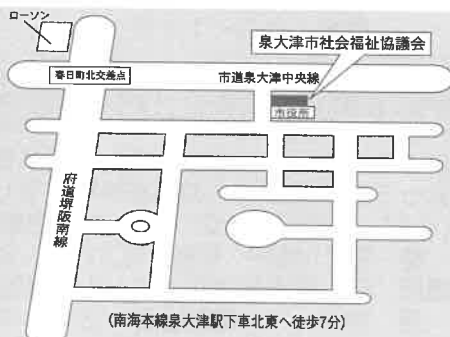 ローソン
泉大津市社会福祉協議会
春日町北交差点
市道泉大津中央線
市役所
府道堺阪南線
(南海本線泉大津駅下車北東へ徒歩7分)